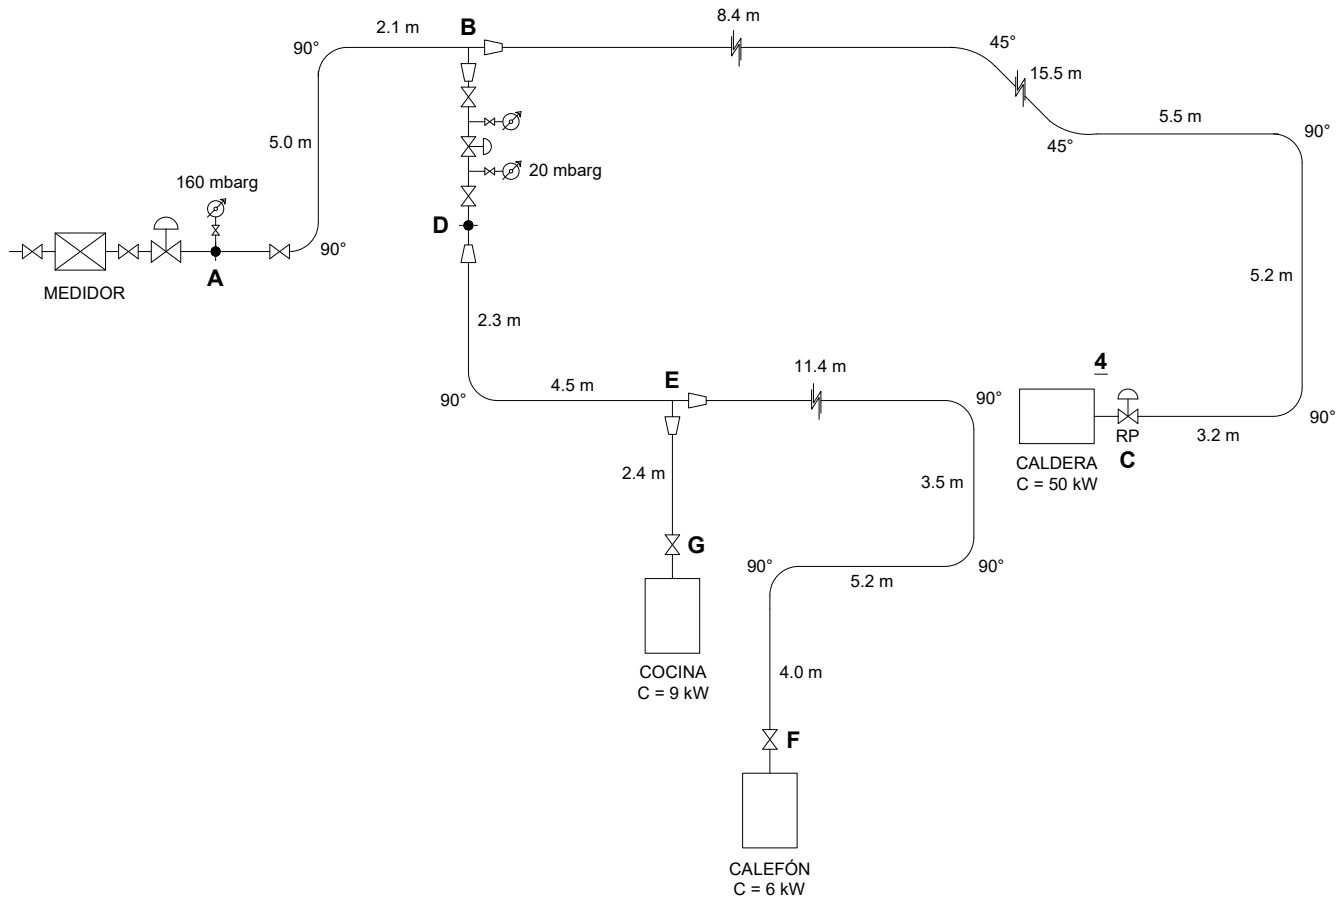 8.4 m
2.1 m
B
90°
45°
15.5 m
5.5 m
5.0 m
45°
90°
160 mbarg
20 mbarg
D
90°
A
MEDIDOR
5.2 m
2.3 m
4
11.4 m
E
4.5 m
90°
90°
90°
RP
3.2 m
C
CALDERA
C = 50 kW
2.4 m
3.5 m
G
90°
90°
5.2 m
COCINA
C = 9 kW
4.0 m
F
CALEFÓN
C = 6 kW